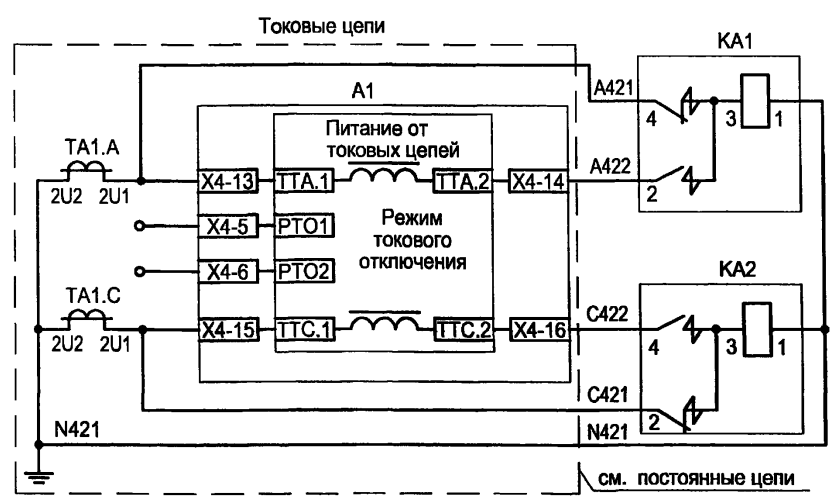 Токовые цепи
KA1
A1
A421
4
3
1
Питание от
токовых цепей
TA1.A
2U2
2U1
X4-13
TTA.1
TTA.2
X4-14
A422
2
X4-5
PTO1
Режим
токового
отключения
X4-6
PTO2
TA1.C
KA2
2U2
2U1
X4-15
TTC.1
TTC.2
X4-16
C422
4
3
1
C421
2
N421
N421
см. постоянные цепи